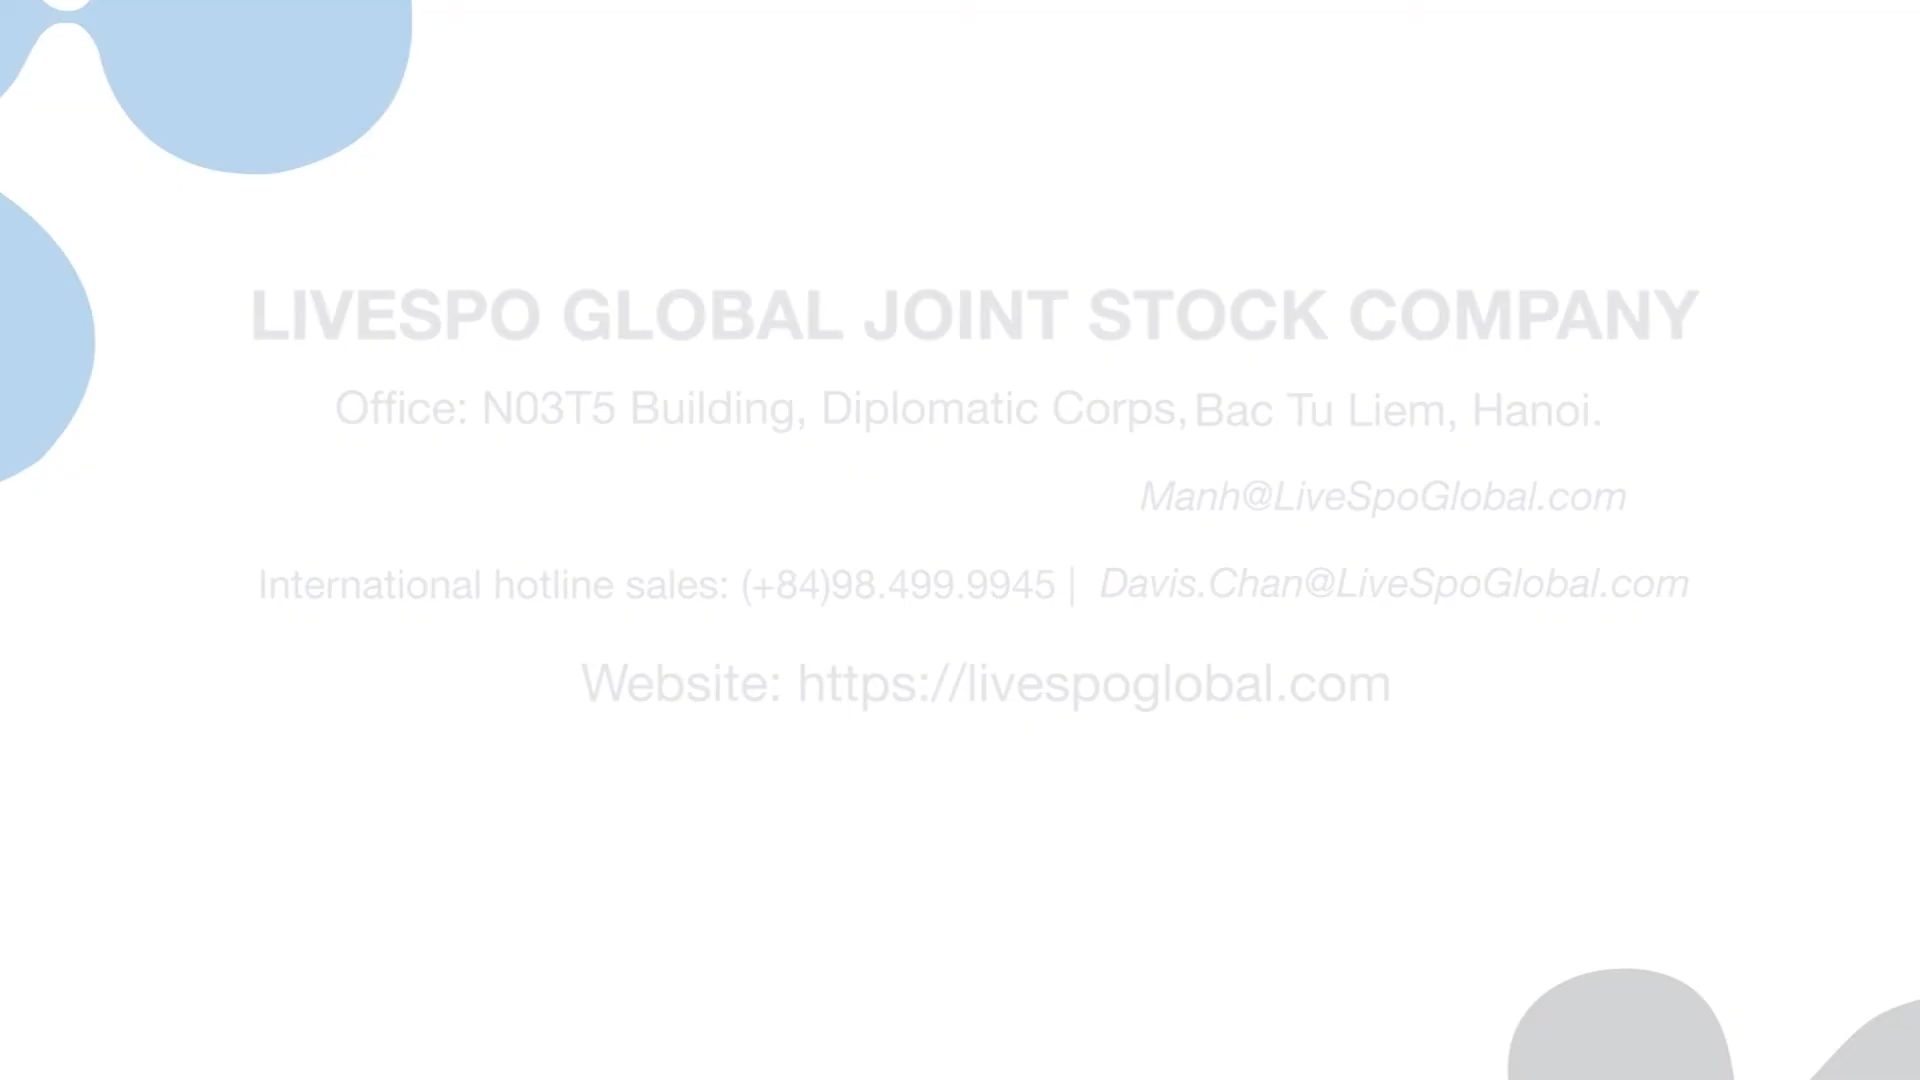 LIVESPO GLOBAL JOINT STOCK COMPANY
Office: N03T5 Building, Diplomatic Corps, Bac Tu Liem, Hanoi.
Manh@LiveSpoGlobal.com
International hotline sales: (+84)98.499.9945 | Davis.Chan@LiveSpoGlobal.com
Website: https://livespoglobal.com